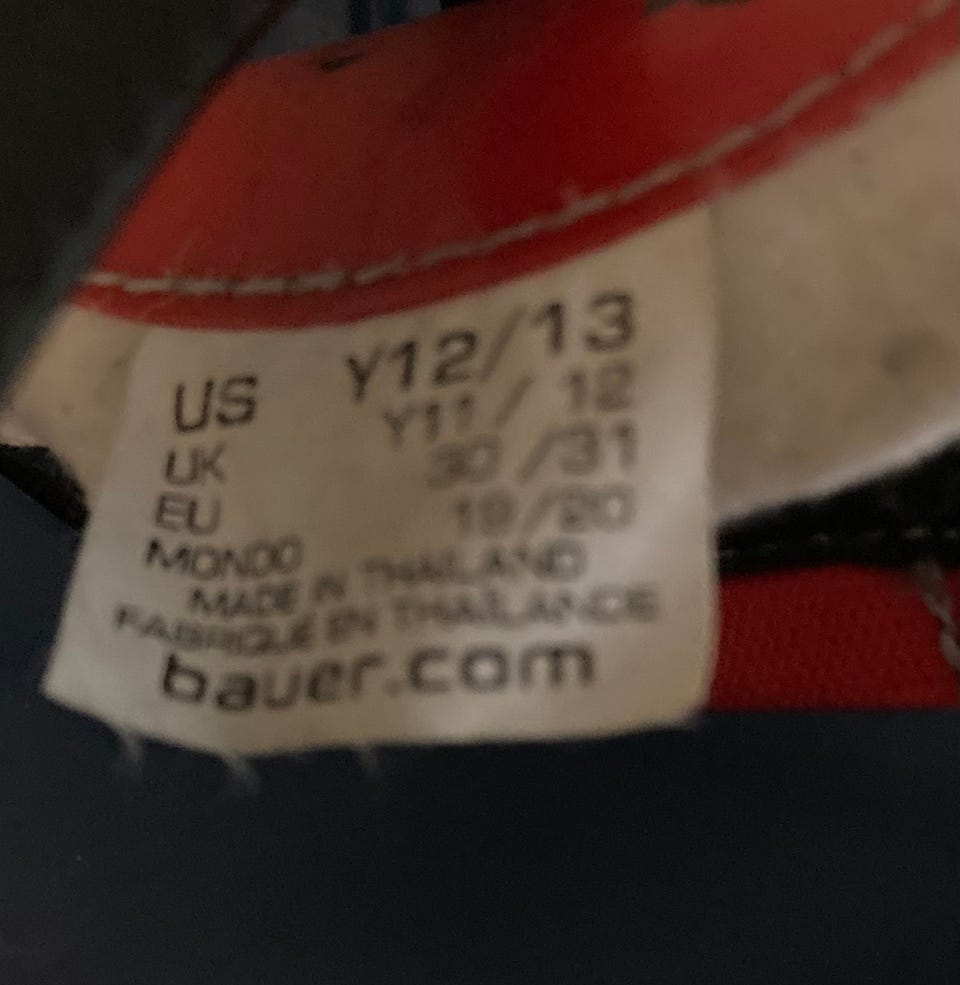 US Y12/13
UK Y11/ 12
EU 30 /31
MONDO 19/20
MADE IN THAILAND
FABRIQUE EN THAÏLANDE
bauer.com